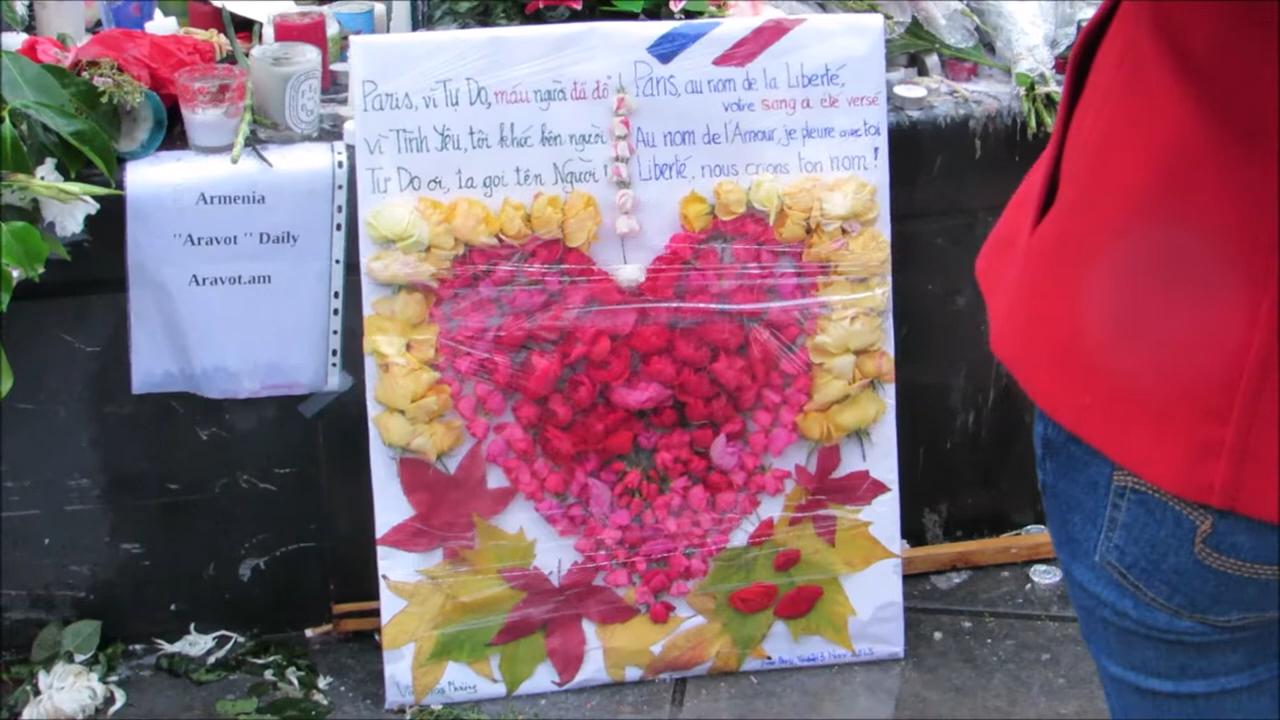 Armenia
"Aravot " Daily
Aravot.am
Paris, vì Tự Do, máu người đã đổ
vì Tình Yêu, tôi khóc bên người
Tự Do ơi, ta gọi tên Người !
Paris, au nom de la Liberté,
votre sang a été versé
Au nom de l'Amour, je pleure avec toi
Liberté, nous crions ton nom !